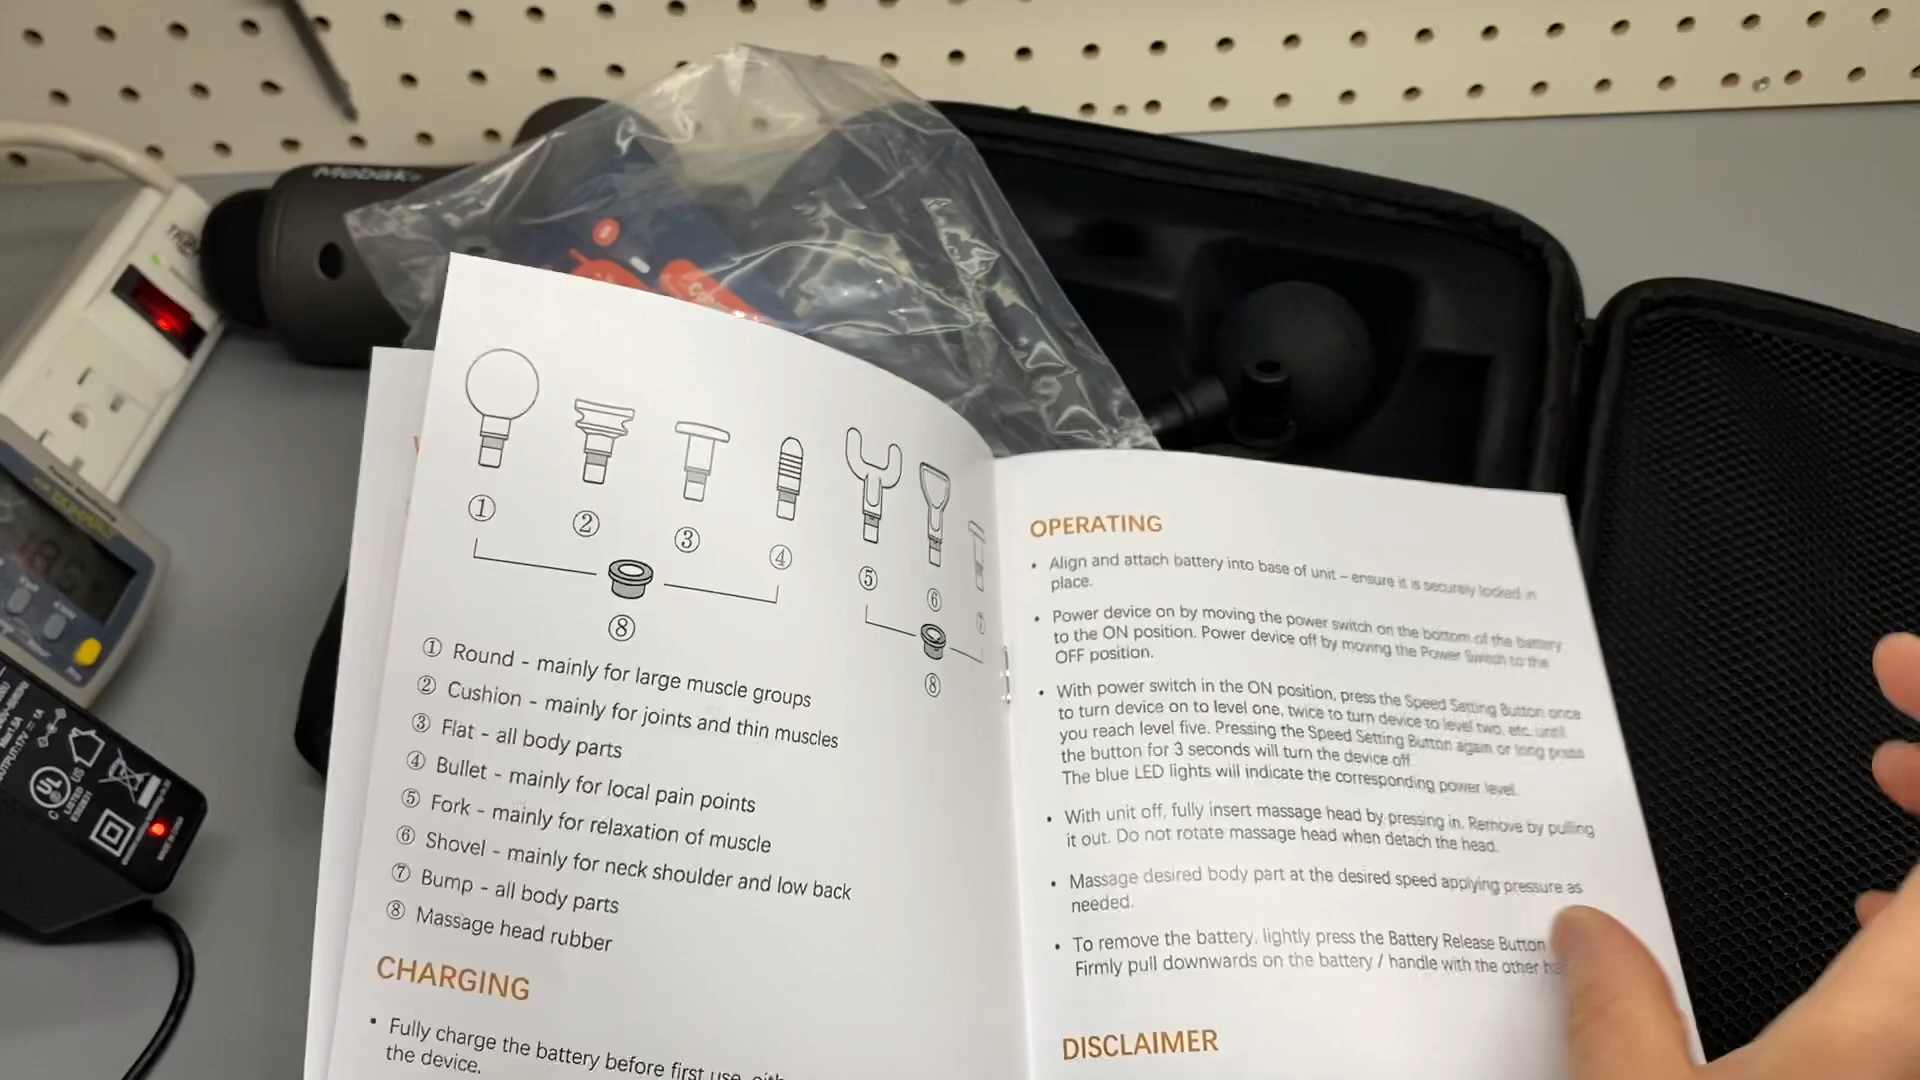 Mebak
①
②
③
④
⑤
⑥
⑦
⑧
⑧
① Round - mainly for large muscle groups
② Cushion - mainly for joints and thin muscles
③ Flat - all body parts
④ Bullet - mainly for local pain points
⑤ Fork - mainly for relaxation of muscle
⑥ Shovel - mainly for neck shoulder and low back
⑦ Bump - all body parts
⑧ Massage head rubber
CHARGING
• Fully charge the battery before first use,
the device.
OPERATING
• Align and attach battery into base of unit – ensure it is securely locked in
place.
• Power device on by moving the power switch on the bottom of the battery
to the ON position. Power device off by moving the Power Switch to the
OFF position.
• With power switch in the ON position, press the Speed Setting Button once
to turn device on to level one, twice to turn device to level two, etc. until
you reach level five. Pressing the Speed Setting Button again or long press
the button for 3 seconds will turn the device off.
The blue LED lights will indicate the corresponding power level.
• With unit off, fully insert massage head by pressing in. Remove by pulling
it out. Do not rotate massage head when detach the head.
• Massage desired body part at the desired speed applying pressure as
needed.
• To remove the battery, lightly press the Battery Release Button
Firmly pull downwards on the battery / handle with the other
DISCLAIMER
OUTPUT:17V 1A
UL
LISTED
C US